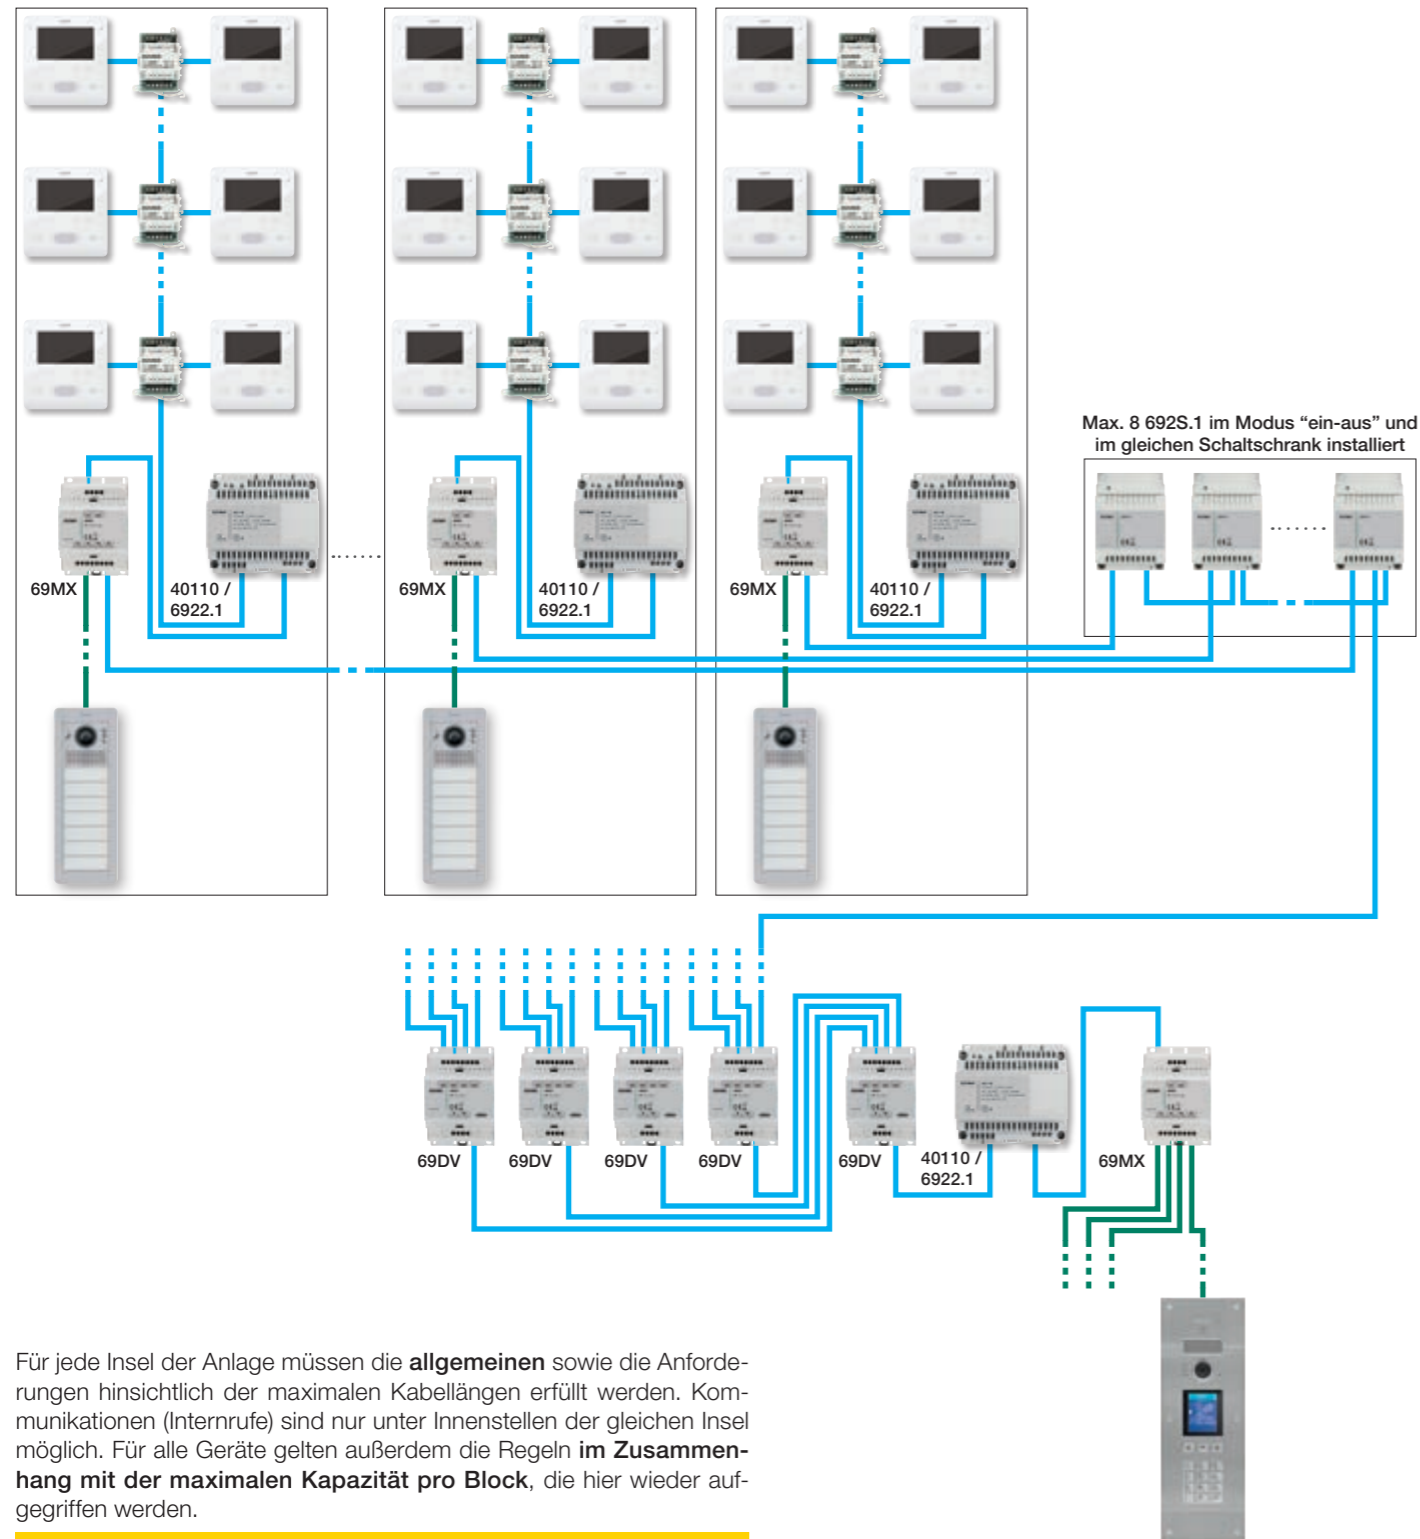 Max. 8 692S.1 im Modus “ein-aus” und
im gleichen Schaltschrank installiert
69MX
40110 /
6922.1
69MX
40110 /
6922.1
69MX
40110 /
6922.1
69DV
69DV
69DV
69DV
69DV
40110 /
6922.1
69MX
Für jede Insel der Anlage müssen die allgemeinen sowie die Anforde-
rungen hinsichtlich der maximalen Kabellängen erfüllt werden. Kom-
munikationen (Internrufe) sind nur unter Innenstellen der gleichen Insel
möglich. Für alle Geräte gelten außerdem die Regeln im Zusammen-
hang mit der maximalen Kapazität pro Block, die hier wieder auf-
gegriffen werden.